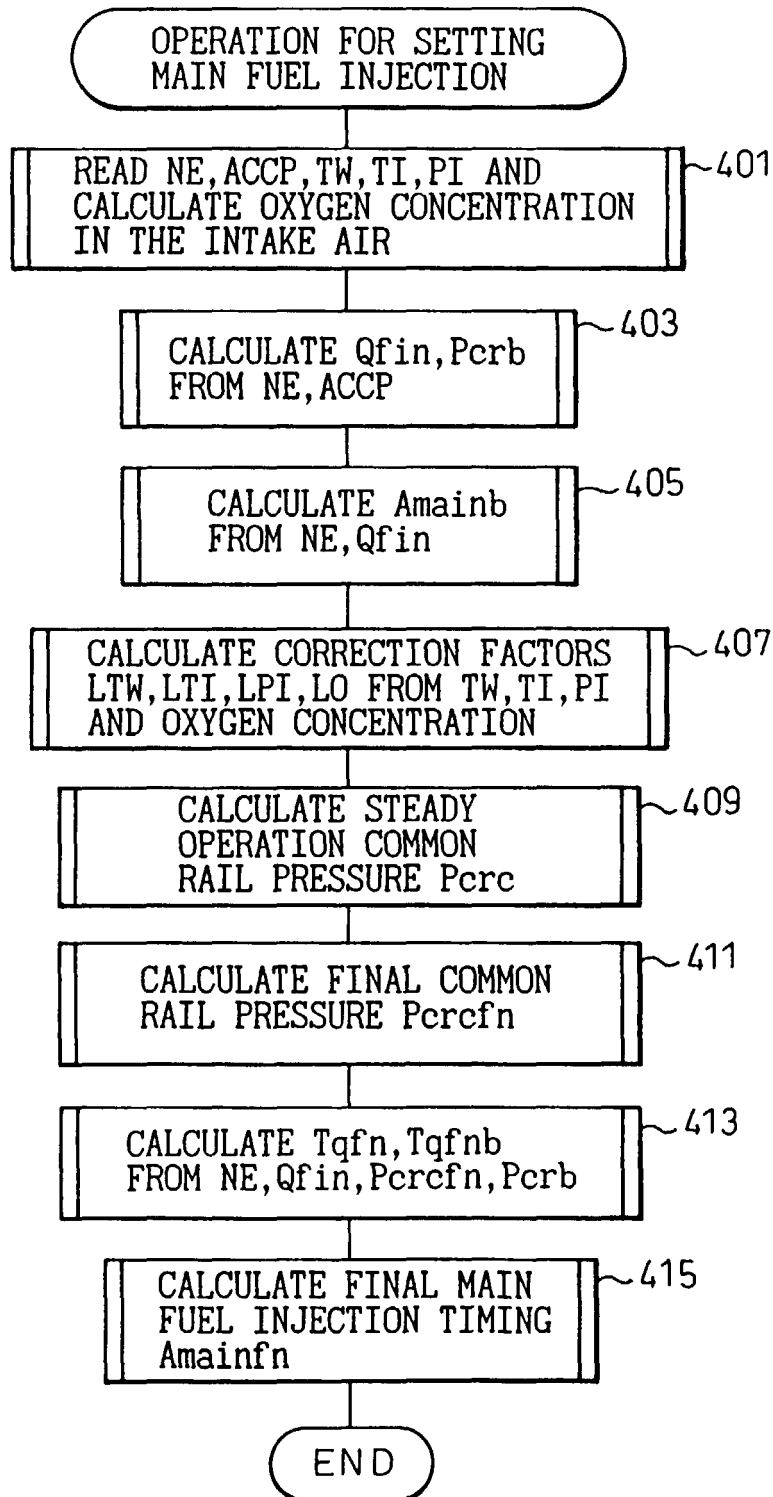 OPERATION FOR SETTING
MAIN FUEL INJECTION
READ NE,ACCP,TW,TI,PI AND
CALCULATE OXYGEN CONCENTRATION
IN THE INTAKE AIR
401
CALCULATE Qfin,Pcrb
FROM NE,ACCP
403
CALCULATE Amainb
FROM NE,Qfin
405
CALCULATE CORRECTION FACTORS
LTW,LTI,LPI,LO FROM TW,TI,PI
AND OXYGEN CONCENTRATION
407
CALCULATE STEADY
OPERATION COMMON
RAIL PRESSURE Pcrc
409
CALCULATE FINAL COMMON
RAIL PRESSURE Pcrcfn
411
CALCULATE Tqfn,Tqfnb
FROM NE,Qfin,Pcrcfn,Pcrb
413
CALCULATE FINAL MAIN
FUEL INJECTION TIMING
Amainfn
415
END